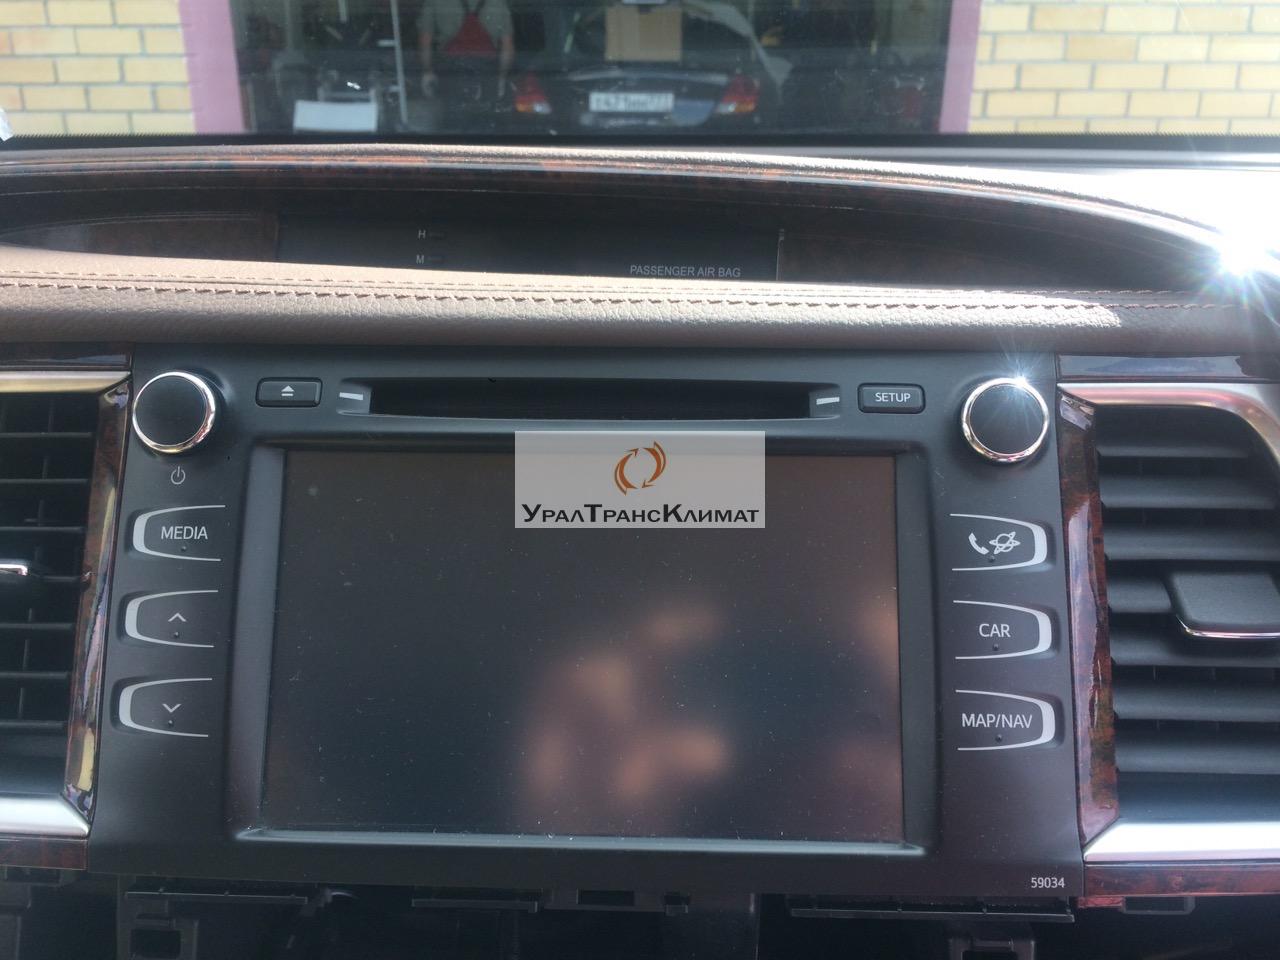 H
M
PASSENGER AIR BAG
SETUP
УралТрансКлимат
MEDIA
CAR
MAP/NAV
59034